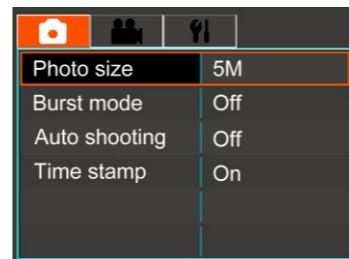 Photo size 5M
Burst mode Off
Auto shooting Off
Time stamp On